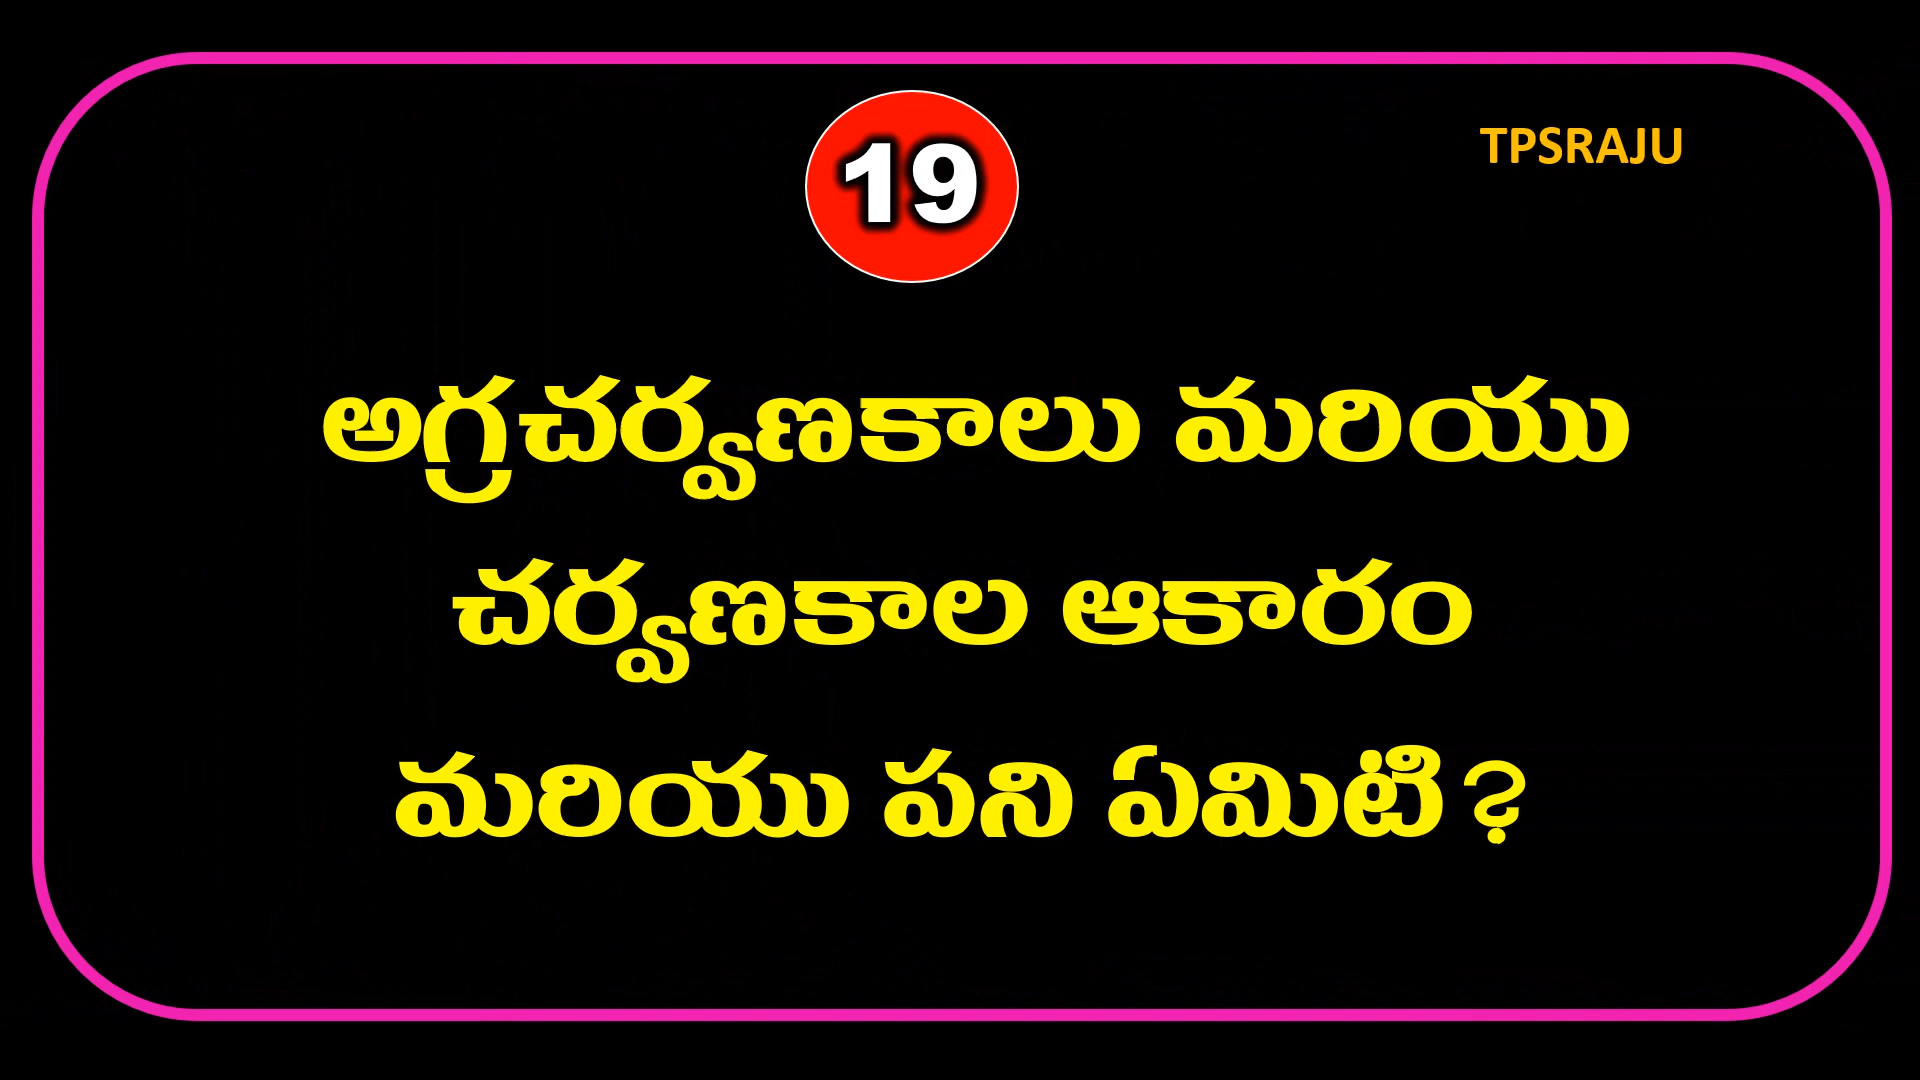 19
TPSRAJU
అగ్రచర్వణకాలు మరియు
చర్వణకాల ఆకారం
మరియు పని ఏమిటి?